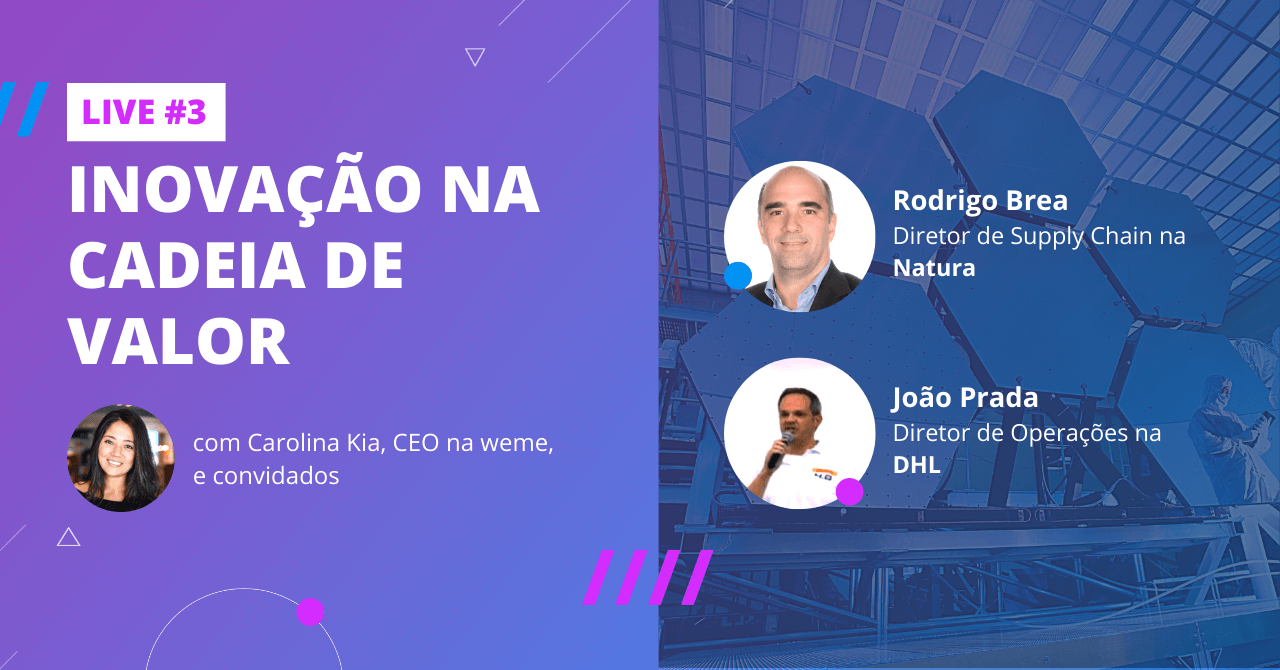 LIVE #3
INOVAÇÃO NA
CADEIA DE
VALOR
com Carolina Kia, CEO na weme,
e convidados
Rodrigo Brea
Diretor de Supply Chain na
Natura
João Prada
Diretor de Operações na
DHL